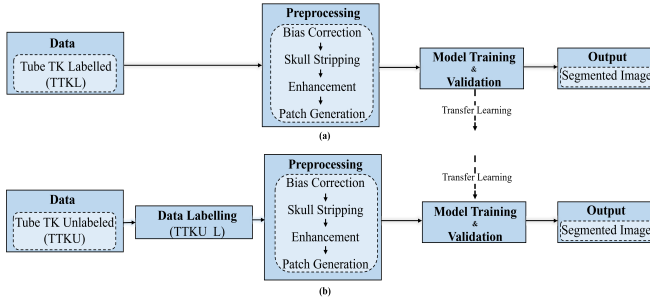 Data
Tube TK Labelled
(TTKL)
Preprocessing
Bias Correction
Skull Stripping
Enhancement
Patch Generation
Model Training
&
Validation
Output
Segmented Image
Transfer Learning
(a)
Data
Tube TK Unlabeled
(TTKU)
Data Labelling
(TTKU L)
Preprocessing
Bias Correction
Skull Stripping
Enhancement
Patch Generation
Transfer Learning
Model Training
&
Validation
Output
Segmented Image
(b)